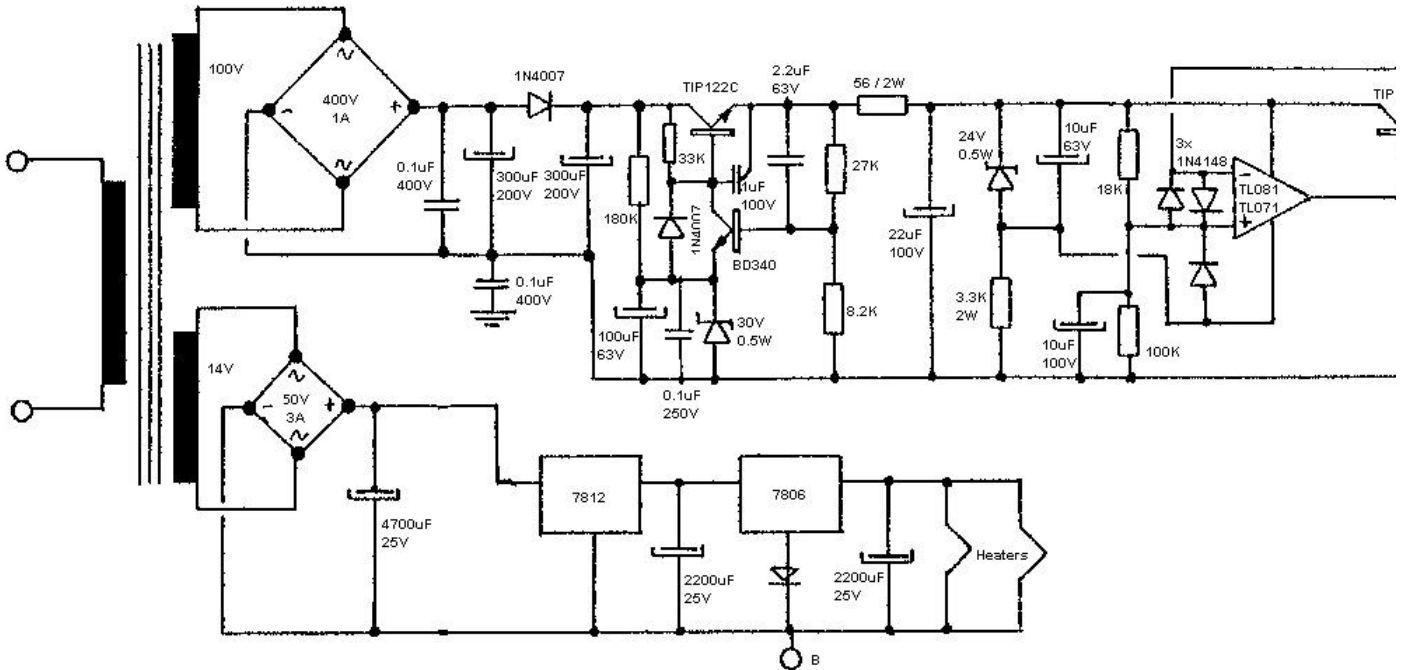 100V
400V
1A
0.1uF
400V
300uF
200V
1N4007
300uF
200V
0.1uF
400V
180K
33K
TIP122C
1uF
100V
1N4007
BD340
100uF
63V
0.1uF
250V
30V
0.5W
2.2uF
63V
27K
8.2K
56 / 2W
22uF
100V
24V
0.5W
3.3K
2W
10uF
63V
18K
10uF
100V
100K
3x
1N4148
TL081
TL071
TIP
- +
- +
- +
14V
50V
3A
4700uF
25V
7812
2200uF
25V
7806
2200uF
25V
Heaters
B